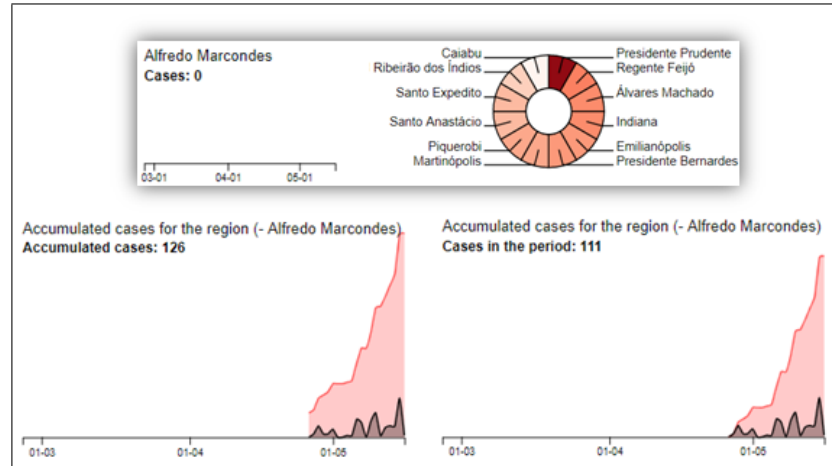 Alfredo Marcondes
Cases: 0
03-01 04-01 05-01
Caiabu
Ribeirão dos Índios
Santo Expedito
Santo Anastácio
Piquerobi
Martinópolis
Presidente Prudente
Regente Feijó
Álvares Machado
Indiana
Emilianópolis
Presidente Bernardes
Accumulated cases for the region (- Alfredo Marcondes)
Accumulated cases: 126
01-03 01-04 01-05
Accumulated cases for the region (- Alfredo Marcondes)
Cases in the period: 111
01-03 01-04 01-05